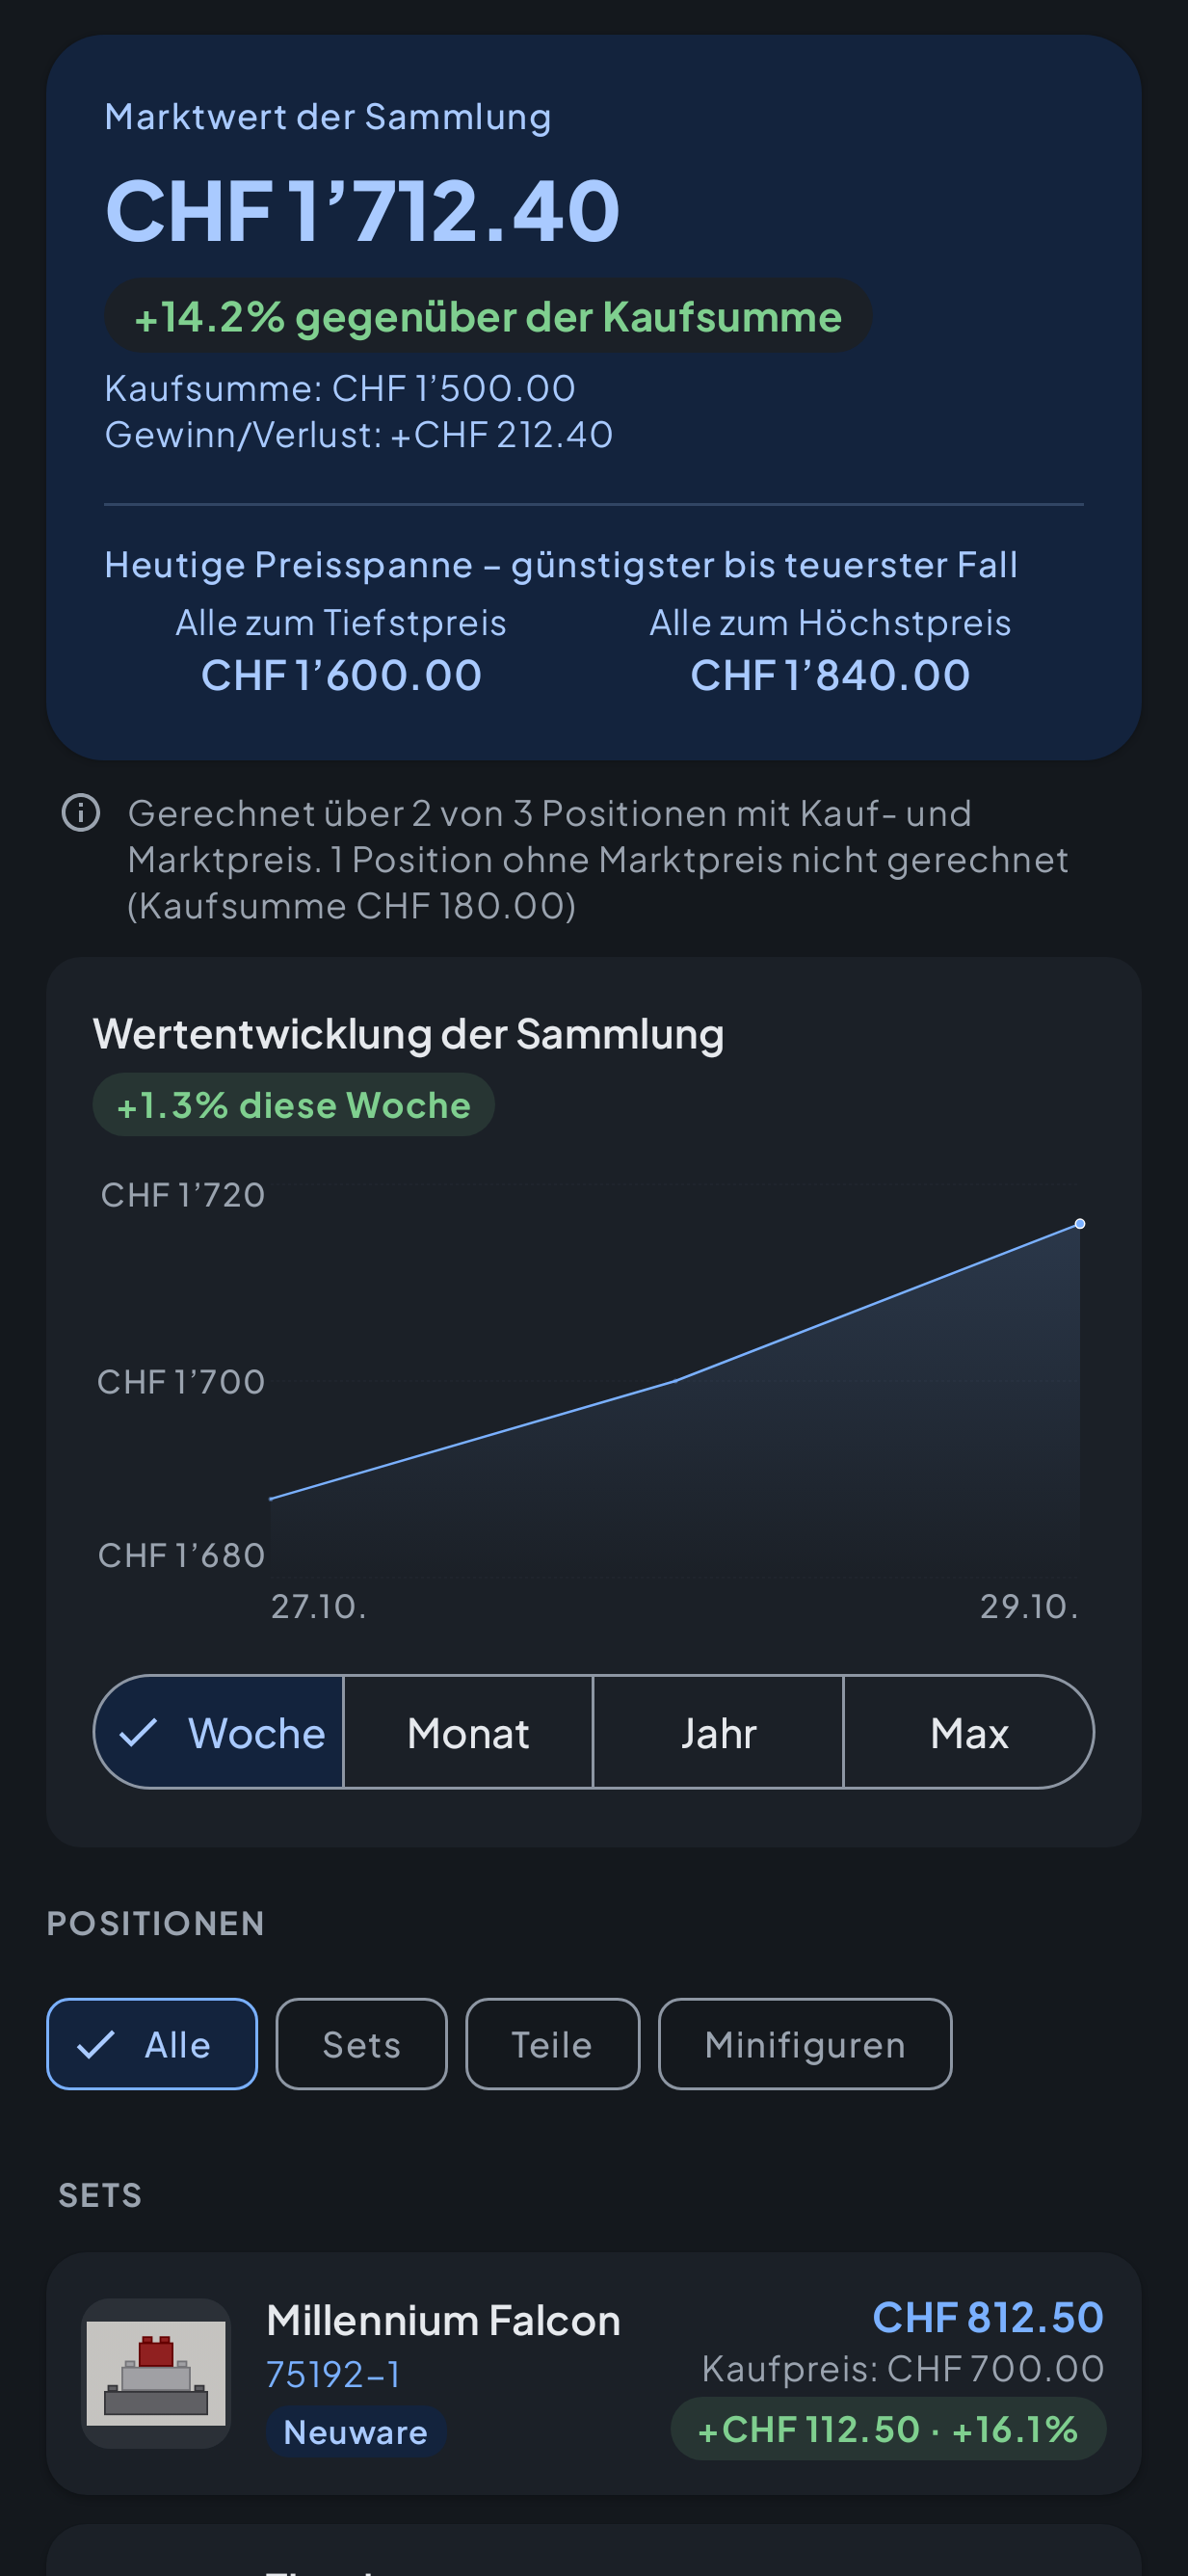 Marktwert der Sammlung
CHF 1’712.40
+14.2% gegenüber der Kaufsumme
Kaufsumme: CHF 1’500.00
Gewinn/Verlust: +CHF 212.40
Heutige Preisspanne – günstigster bis teuerster Fall
Alle zum Tiefstpreis
CHF 1’600.00
Alle zum Höchstpreis
CHF 1’840.00
Gerechnet über 2 von 3 Positionen mit Kauf- und
Marktpreis. 1 Position ohne Marktpreis nicht gerechnet
(Kaufsumme CHF 180.00)
Wertentwicklung der Sammlung
+1.3% diese Woche
CHF 1’720
CHF 1’700
CHF 1’680
27.10.
29.10.
Woche
Monat
Jahr
Max
POSITIONEN
Alle
Sets
Teile
Minifiguren
SETS
Millennium Falcon
75192-1
Neuware
CHF 812.50
Kaufpreis: CHF 700.00
+CHF 112.50 · +16.1%